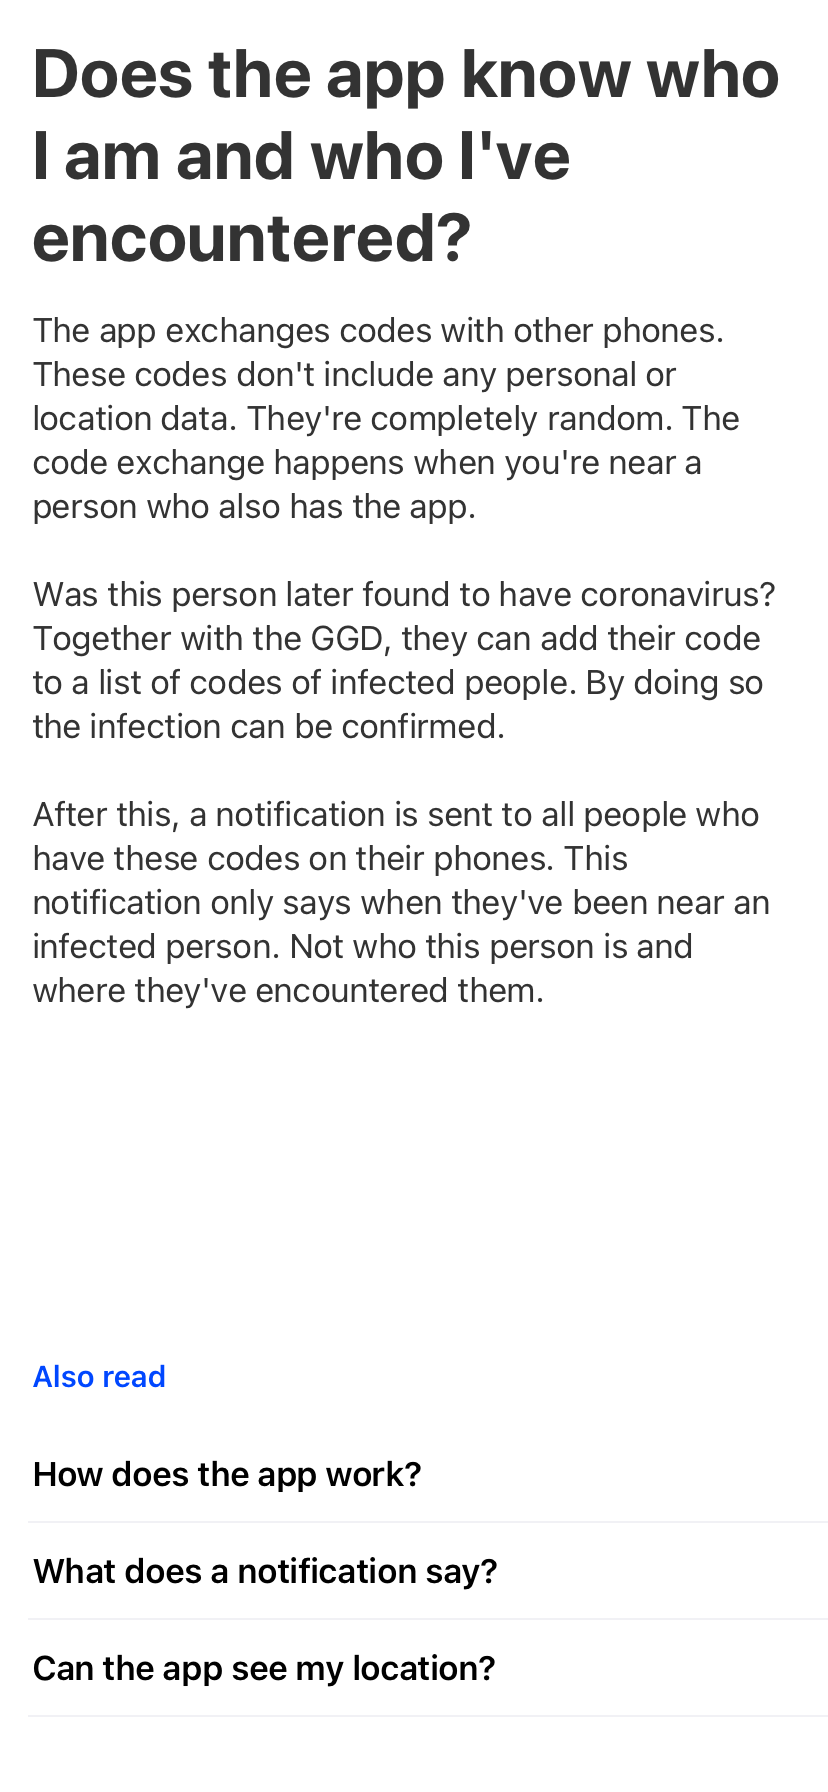 Does the app know who
I am and who I've
encountered?
The app exchanges codes with other phones.
These codes don't include any personal or
location data. They're completely random. The
code exchange happens when you're near a
person who also has the app.
Was this person later found to have coronavirus?
Together with the GGD, they can add their code
to a list of codes of infected people. By doing so
the infection can be confirmed.
After this, a notification is sent to all people who
have these codes on their phones. This
notification only says when they've been near an
infected person. Not who this person is and
where they've encountered them.
Also read
How does the app work?
What does a notification say?
Can the app see my location?